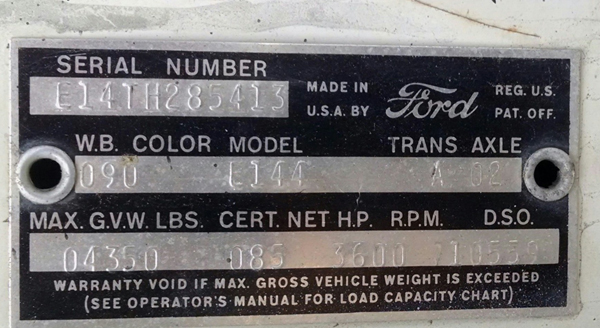 SERIAL NUMBER
E14TH285413
MADE IN
U.S.A. BY
Ford
REG. U.S.
PAT. OFF.
W.B. COLOR MODEL TRANS AXLE
090 E144 A 02
MAX. G.V.W. LBS. CERT. NET H.P. R.P.M. D.S.O.
04350 085 3600 710559
WARRANTY VOID IF MAX. GROSS VEHICLE WEIGHT IS EXCEEDED
(SEE OPERATOR'S MANUAL FOR LOAD CAPACITY CHART)